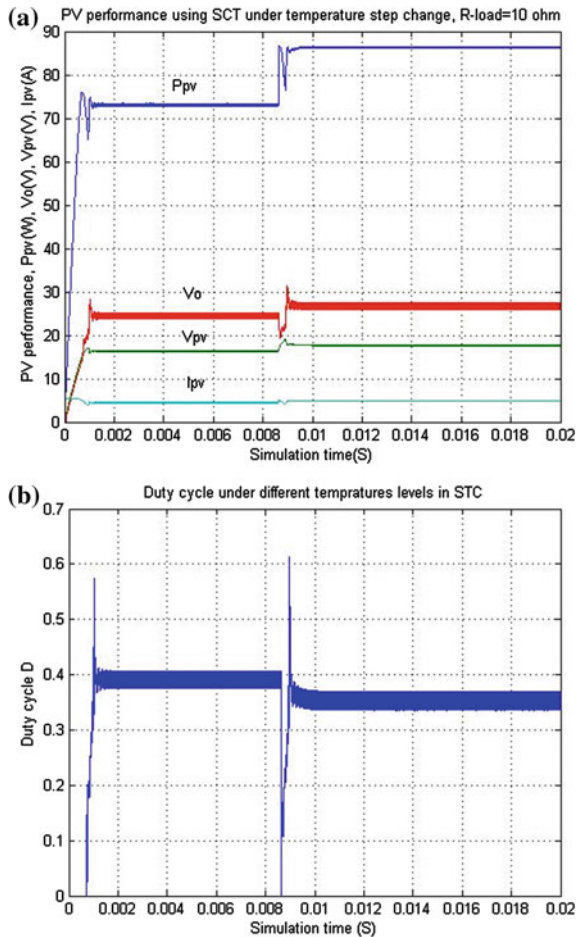 (a)
PV performance using SCT under temperature step change, R-load=10 ohm
PV performance, Ppv(W), Vo(V), Vpv(V), Ipv(A)
90
80
70
60
50
40
30
20
10
0
Ppv
Vo
Vpv
Ipv
0 0.002 0.004 0.006 0.008 0.01 0.012 0.014 0.016 0.018 0.02
Simulation time(S)
(b)
Duty cycle under different tempratures levels in STC
Duty cycle D
0.7
0.6
0.5
0.4
0.3
0.2
0.1
0
0 0.002 0.004 0.006 0.008 0.01 0.012 0.014 0.016 0.018 0.02
Simulation time (S)